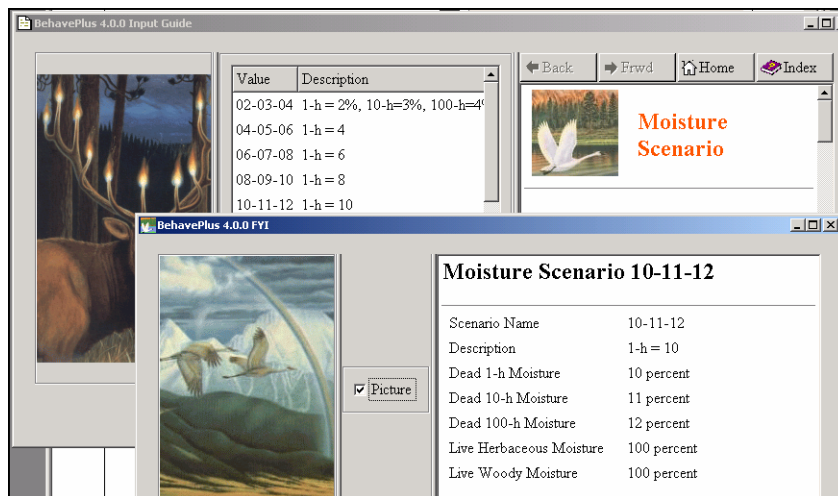 BehavePlus 4.0.0 Input Guide
Value Description
02-03-04 1-h = 2%, 10-h=3%, 100-h=4%
04-05-06 1-h = 4
06-07-08 1-h = 6
08-09-10 1-h = 8
10-11-12 1-h = 10
Back Frwd Home Index
Moisture
Scenario
BehavePlus 4.0.0 FYI
Picture
Moisture Scenario 10-11-12
Scenario Name 10-11-12
Description 1-h = 10
Dead 1-h Moisture 10 percent
Dead 10-h Moisture 11 percent
Dead 100-h Moisture 12 percent
Live Herbaceous Moisture 100 percent
Live Woody Moisture 100 percent